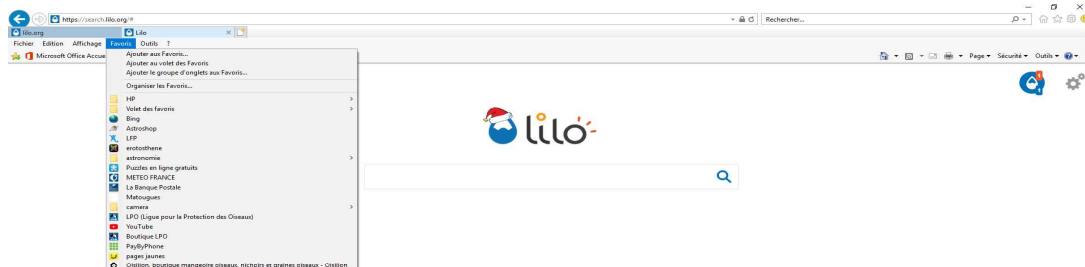 https://search.lilo.org/#
Rechercher...
lilo.org
Lilo
Fichier Edition Affichage Favoris Outils ?
Microsoft Office Accue
Page Sécurité Outils
Ajouter aux Favoris...
Ajouter au volet des Favoris
Ajouter le groupe d'onglets aux Favoris...
Organiser les Favoris...
HP
Volet des favoris
Bing
Astroshop
LFP
erotosthene
astronomie
Puzzles en ligne gratuits
METEO FRANCE
La Banque Postale
Matougues
camera
LPO (Ligue pour la Protection des Oiseaux)
YouTube
Boutique LPO
PayByPhone
pages jaunes
Oisillon, boutique mangeoire oiseaux, nichoirs et graines oiseaux - Oisillon
lilo
1
1